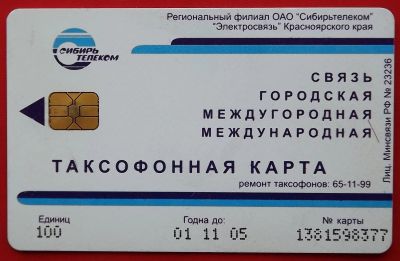 Региональный филиал ОАО "Сибирьтелеком"
"Электросвязь" Красноярского края
СИБИРЬ
ТЕЛЕКОМ
СВЯЗЬ
ГОРОДСКАЯ
МЕЖДУГОРОДНАЯ
МЕЖДУНАРОДНАЯ
Лиц. Минсвязи РФ № 23236
ТАКСОФОННАЯ КАРТА
ремонт таксофонов: 65-11-99
Единиц Годна до: № карты
100 01 11 05 1381598377